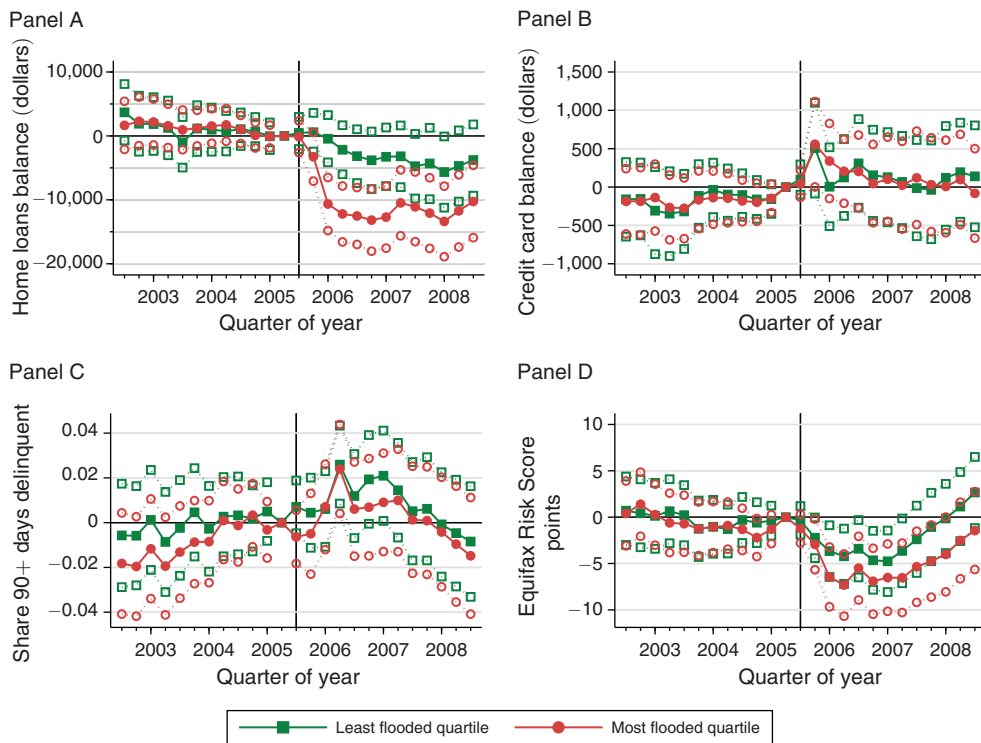 Panel A
Home loans balance (dollars)
10,000
0
−10,000
−20,000
2003 2004 2005 2006 2007 2008
Quarter of year
Panel B
Credit card balance (dollars)
1,500
1,000
500
0
−500
−1,000
2003 2004 2005 2006 2007 2008
Quarter of year
Panel C
Share 90+ days delinquent
0.04
0.02
0
−0.02
−0.04
2003 2004 2005 2006 2007 2008
Quarter of year
Panel D
Equifax Risk Score
points
10
5
0
−5
−10
2003 2004 2005 2006 2007 2008
Quarter of year
Least flooded quartile Most flooded quartile